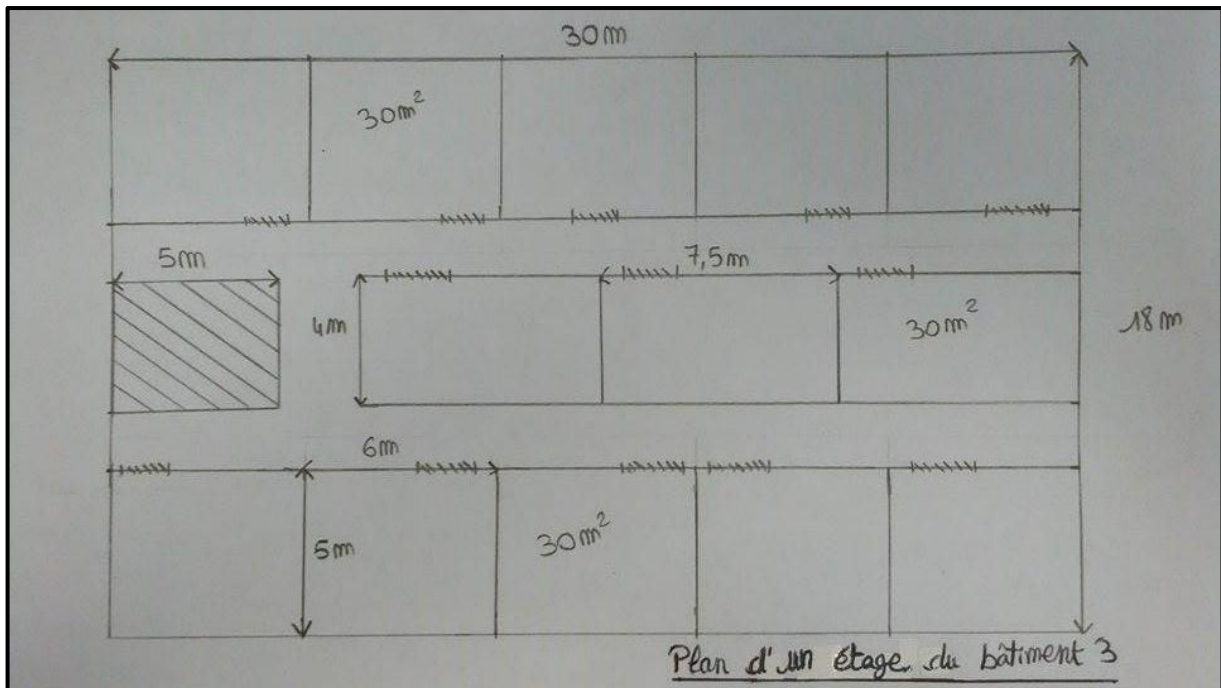 30m
30m²
5m
7,5m
4m
30m²
18m
6m
5m
30m²
Plan d'un étage du bâtiment 3